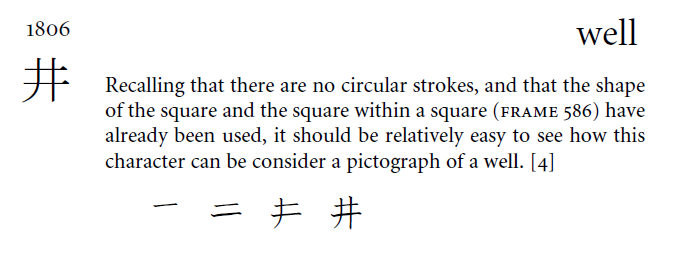 1806
well
井
Recalling that there are no circular strokes, and that the shape
of the square and the square within a square (FRAME 586) have
already been used, it should be relatively easy to see how this
character can be consider a pictograph of a well. [4]
一 二 キ 井